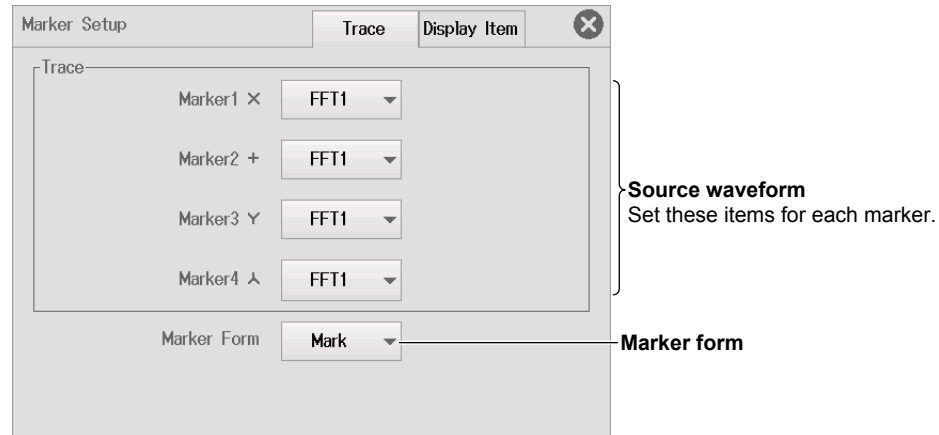 Marker Setup
Trace
Display Item
Trace
Marker1 ×
FFT1
Marker2 +
FFT1
Marker3 Y
FFT1
Marker4 ⅄
FFT1
Source waveform
Set these items for each marker.
Marker Form
Mark
Marker form